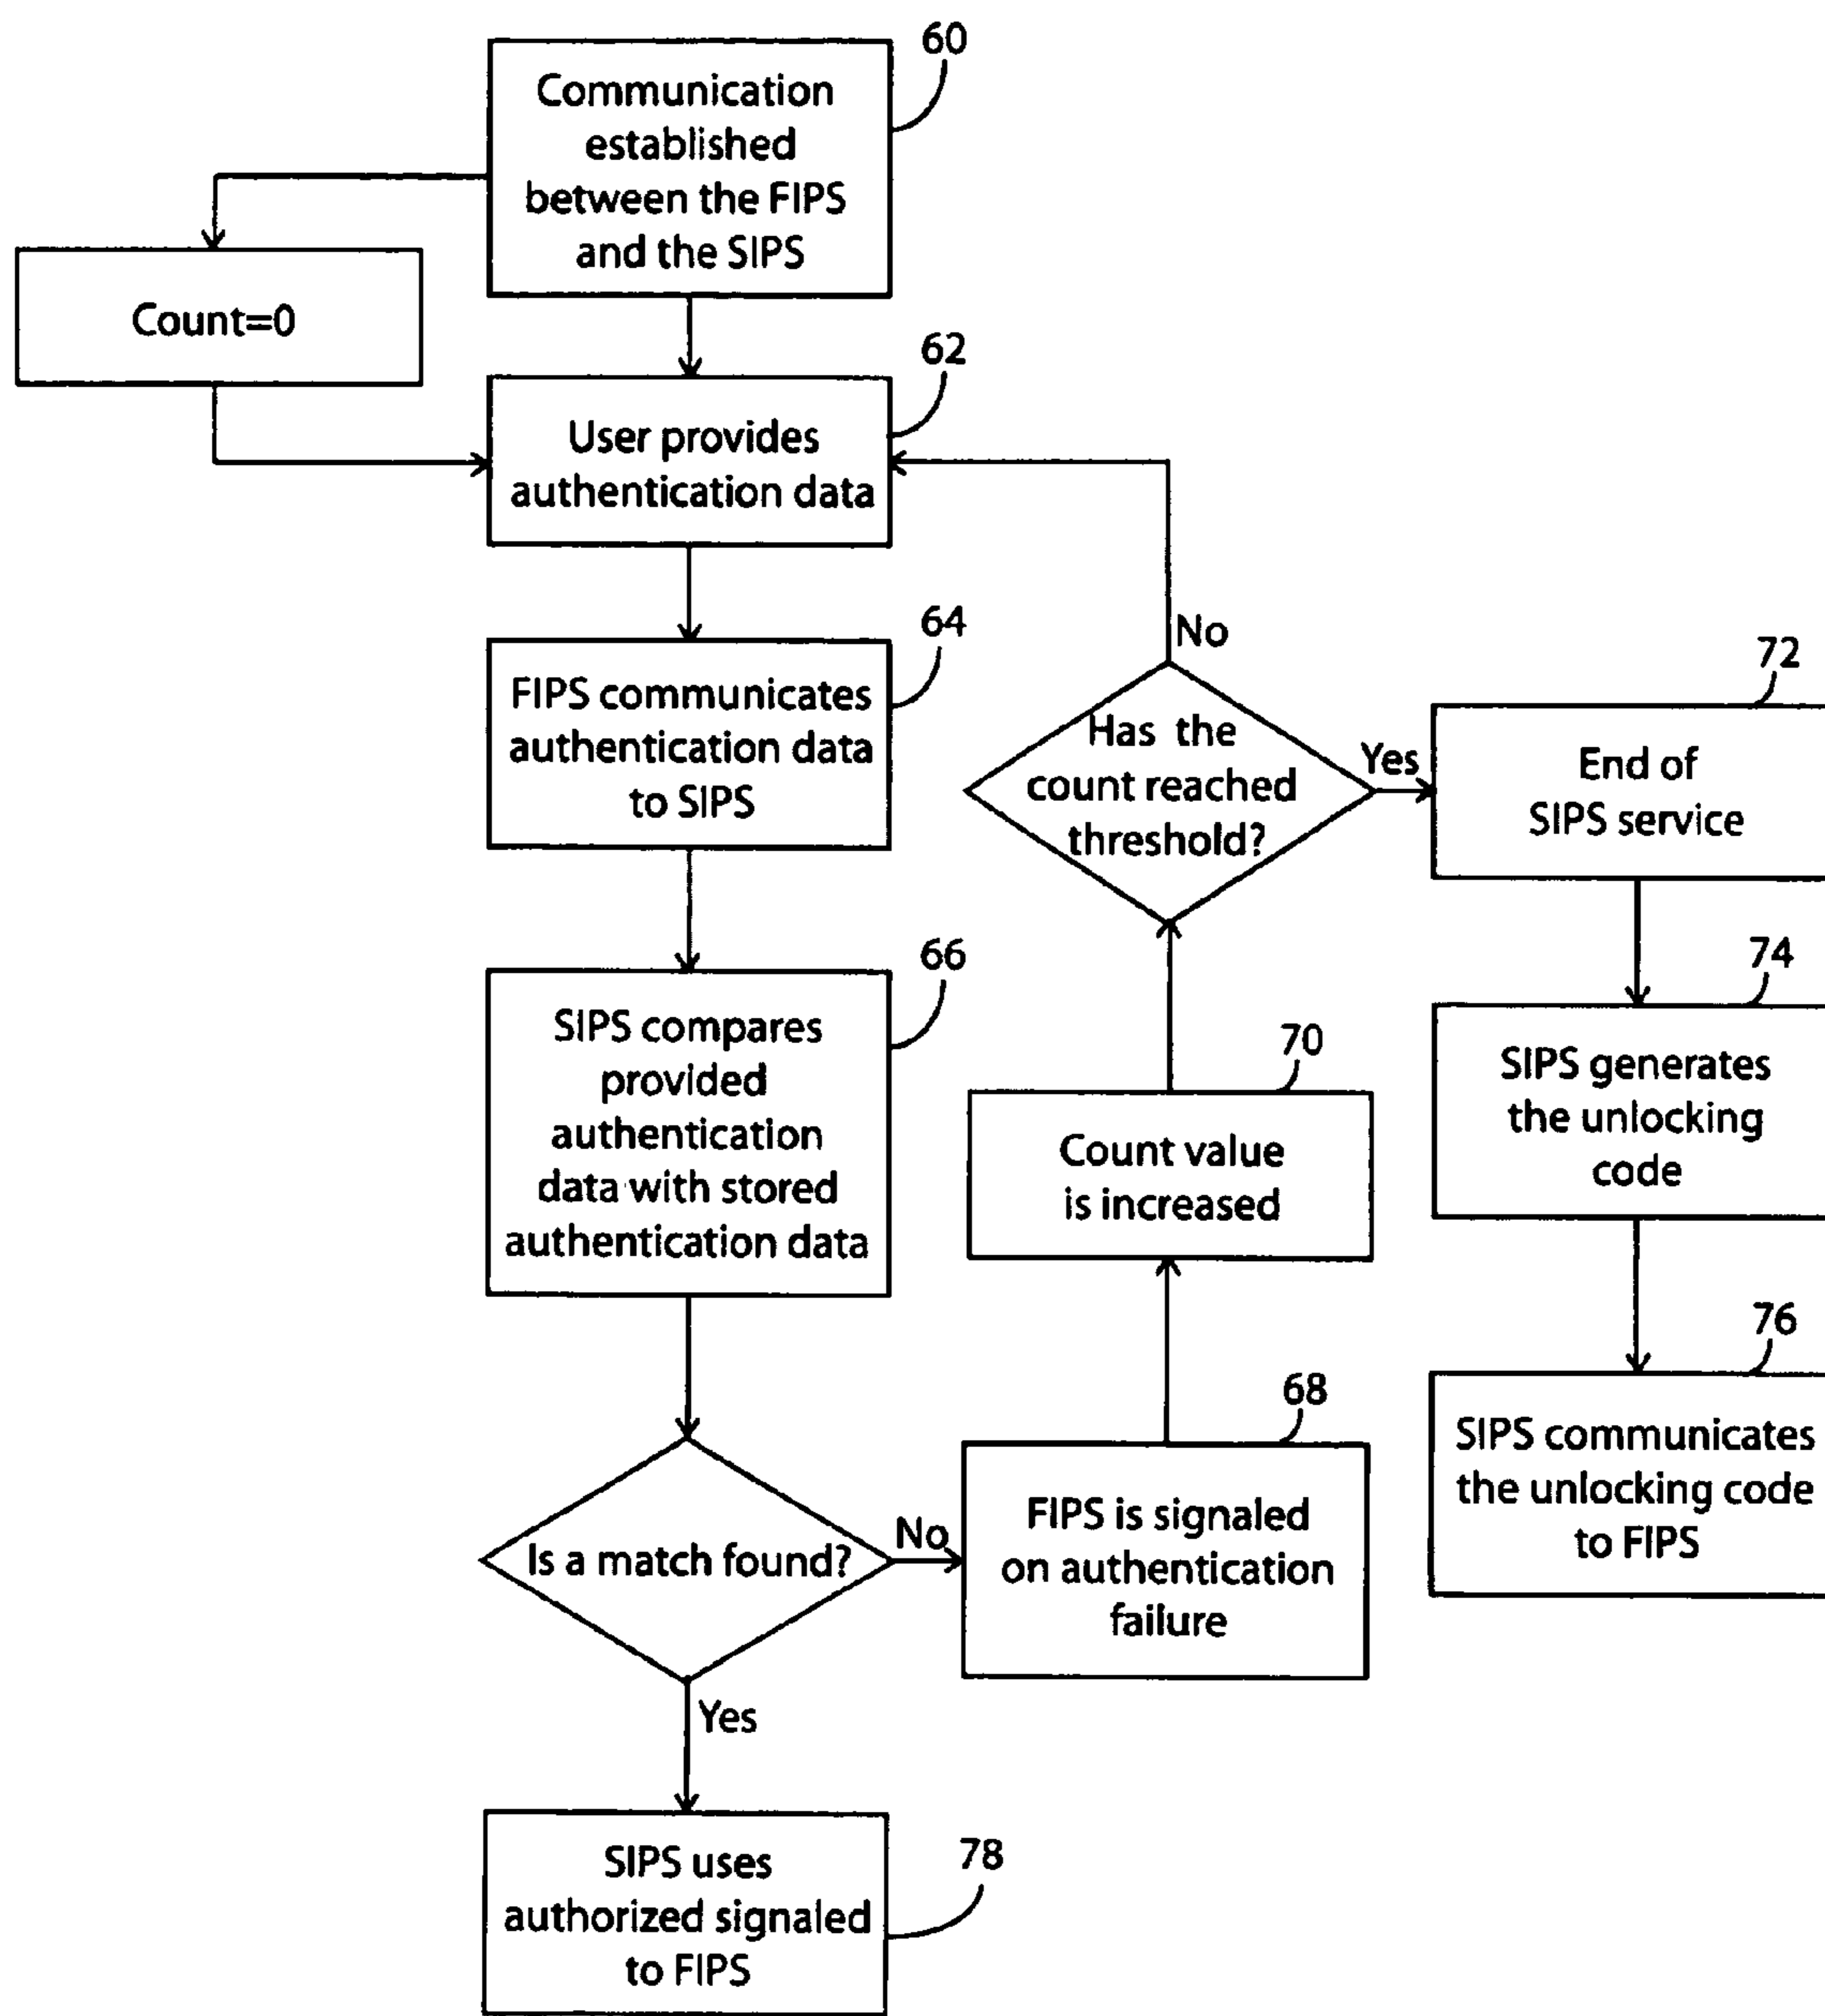 60
Communication
established
between the FIPS
and the SIPS
Count=0
62
User provides
authentication data
64
FIPS communicates
authentication data
to SIPS
66
SIPS compares
provided
authentication
data with stored
authentication data
Is a match found?
No
Yes
68
FIPS is signaled
on authentication
failure
70
Count value
is increased
Has the
count reached
threshold?
No
Yes
72
End of
SIPS service
74
SIPS generates
the unlocking
code
76
SIPS communicates
the unlocking code
to FIPS
78
SIPS uses
authorized signaled
to FIPS